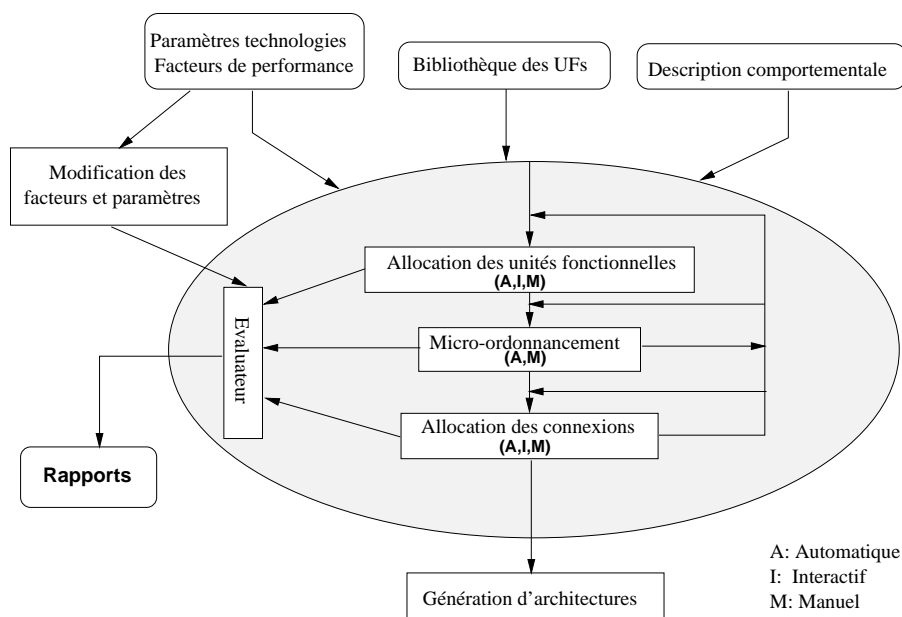 Paramètres technologies
Facteurs de performance
Bibliothèque des UFs
Description comportementale
Modification des
facteurs et paramètres
Allocation des unités fonctionnelles
(A,I,M)
Evaluateur
Micro-ordonnancement
(A,M)
Allocation des connexions
(A,I,M)
Rapports
Génération d'architectures
A: Automatique
I: Interactif
M: Manuel